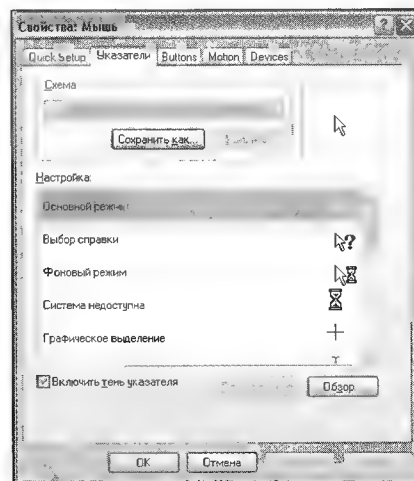 Свойства: Мышь
Quick Setup Указатели Buttons Motion Devices
Схема
Сохранить как...
Настройка:
Основной режим
Выбор справки
Фоновый режим
Система недоступна
Графическое выделение
Включить тень указателя
Обзор...
OK Отмена